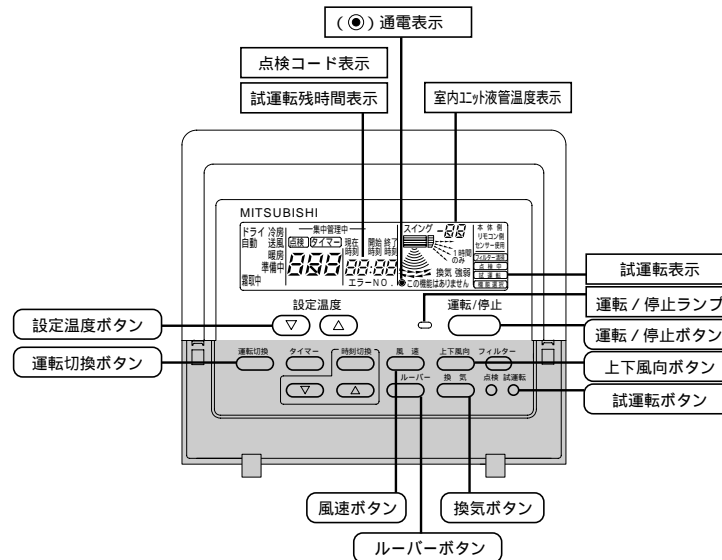 (◉) 通電表示
点検コード表示
試運転残時間表示
室内ユニット液管温度表示
MITSUBISHI
ドライ 冷房
自動 送風
暖房
準備中
霜取中
集中管理中
点検 タイマー
現在時刻 開始時刻 終了時刻
888
88:88
エラーNO.
スイング
-88
1時間のみ
換気 強弱
この機能はありません
本体側
リモコン側
センサー使用
フィルター清掃
点検中
試運転
機能選択
試運転表示
設定温度
▽ △
運転/停止
運転/停止ランプ
設定温度ボタン
運転/停止ボタン
運転切換ボタン
運転切換 タイマー 時刻切換 風速 上下風向 フィルター
上下風向ボタン
▽ △ ルーバー 換気 点検 試運転
試運転ボタン
風速ボタン
換気ボタン
ルーバーボタン